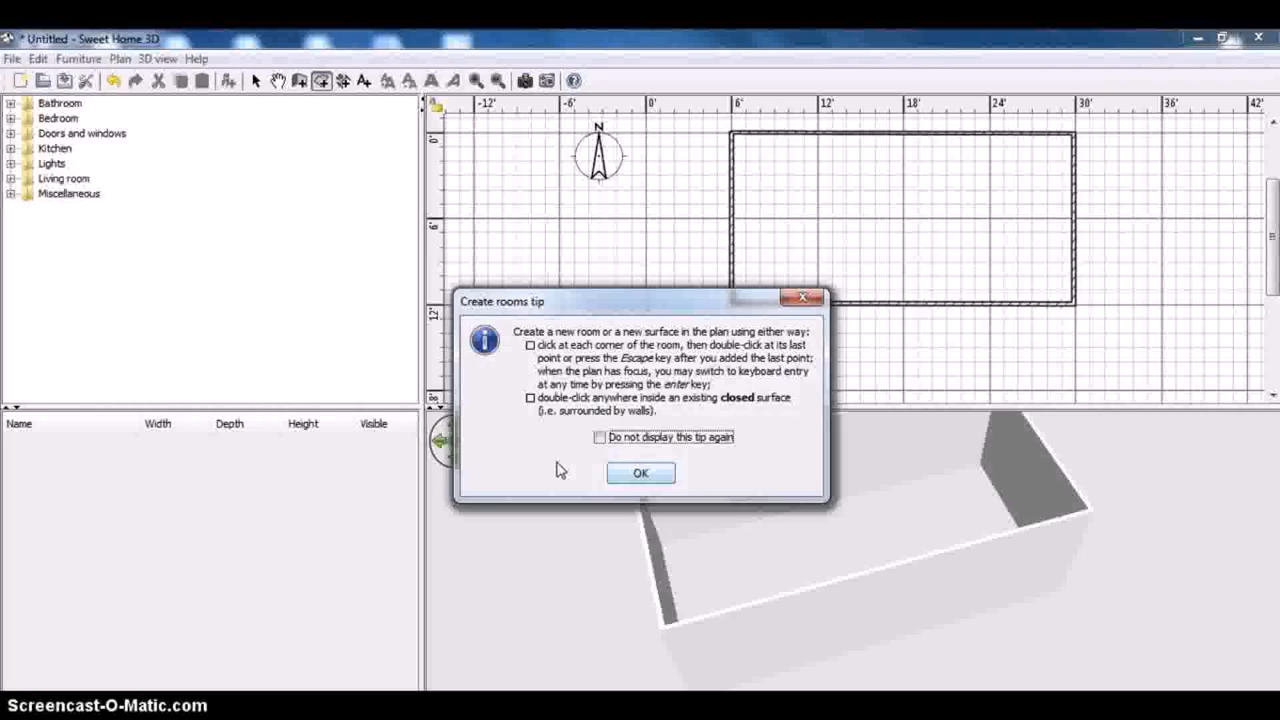 * Untitled - Sweet Home 3D
File Edit Furniture Plan 3D view Help
Bathroom
Bedroom
Doors and windows
Kitchen
Lights
Living room
Miscellaneous
-12' -6' 0' 6' 12' 18' 24' 30' 36' 42'
0'
6'
12'
8'
N
Create rooms tip
Create a new room or a new surface in the plan using either way:
click at each corner of the room, then double-click at its last
point or press the Escape key after you added the last point;
when the plan has focus, you may switch to keyboard entry
at any time by pressing the enter key;
double-click anywhere inside an existing closed surface
(i.e. surrounded by walls).
Do not display this tip again
OK
Name Width Depth Height Visible
Screencast-O-Matic.com